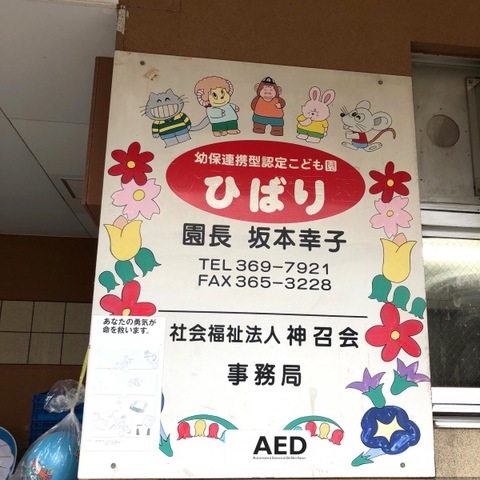 幼保連携型認定こども園
ひばり
園長 坂本幸子
TEL 369-7921
FAX 365-3228
あなたの勇気が
命を救います。
社会福祉法人 神召会
事務局
AED